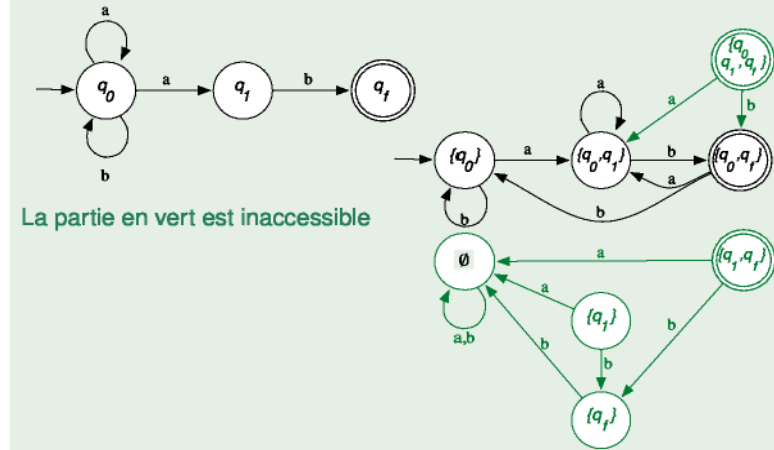 a
{q0
q1,qf}
q0
a
q1
b
qf
a
a
b
b
{q0}
a
{q0,q1}
b
{q0,qf}
a
b
b
La partie en vert est inaccessible
∅
a
{q1,qf}
a
{q1}
a,b
b
b
b
{qf}